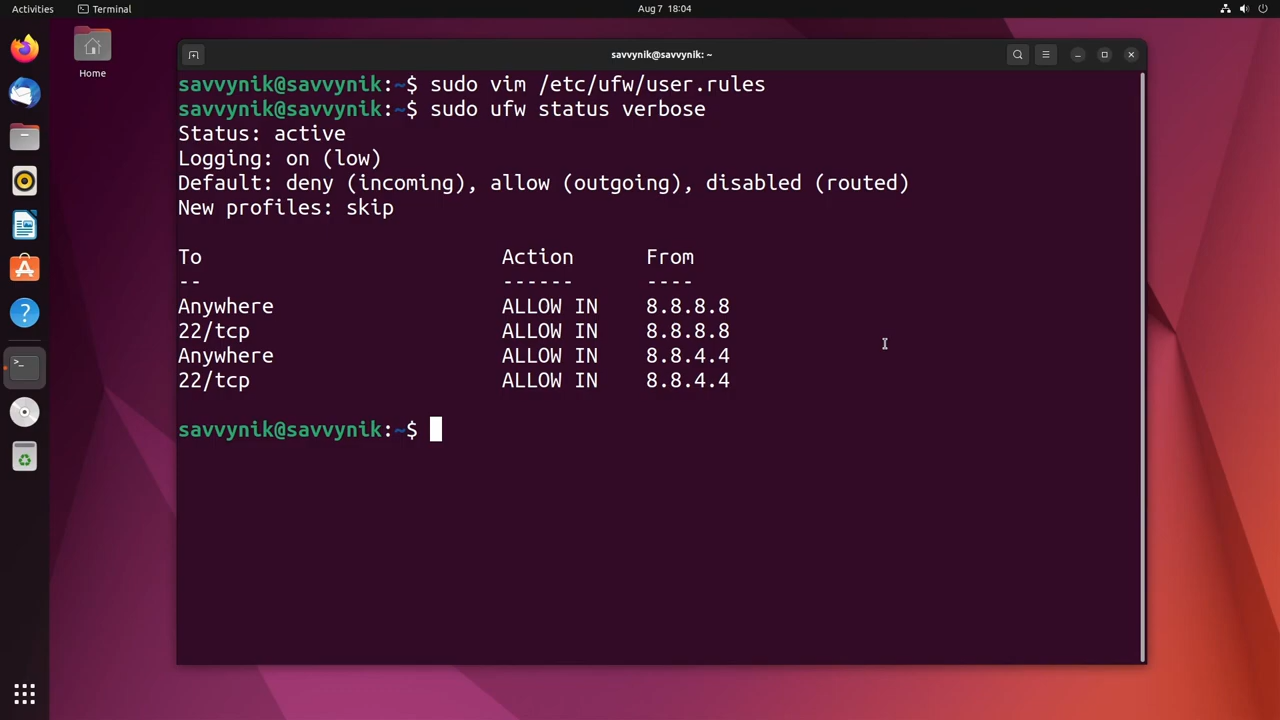 Activities Terminal Aug 7 18:04
Home
savvynik@savvynik: ~
savvynik@savvynik:~$ sudo vim /etc/ufw/user.rules
savvynik@savvynik:~$ sudo ufw status verbose
Status: active
Logging: on (low)
Default: deny (incoming), allow (outgoing), disabled (routed)
New profiles: skip
To Action From
-- ------ ----
Anywhere ALLOW IN 8.8.8.8
22/tcp ALLOW IN 8.8.8.8
Anywhere ALLOW IN 8.8.4.4
22/tcp ALLOW IN 8.8.4.4
savvynik@savvynik:~$